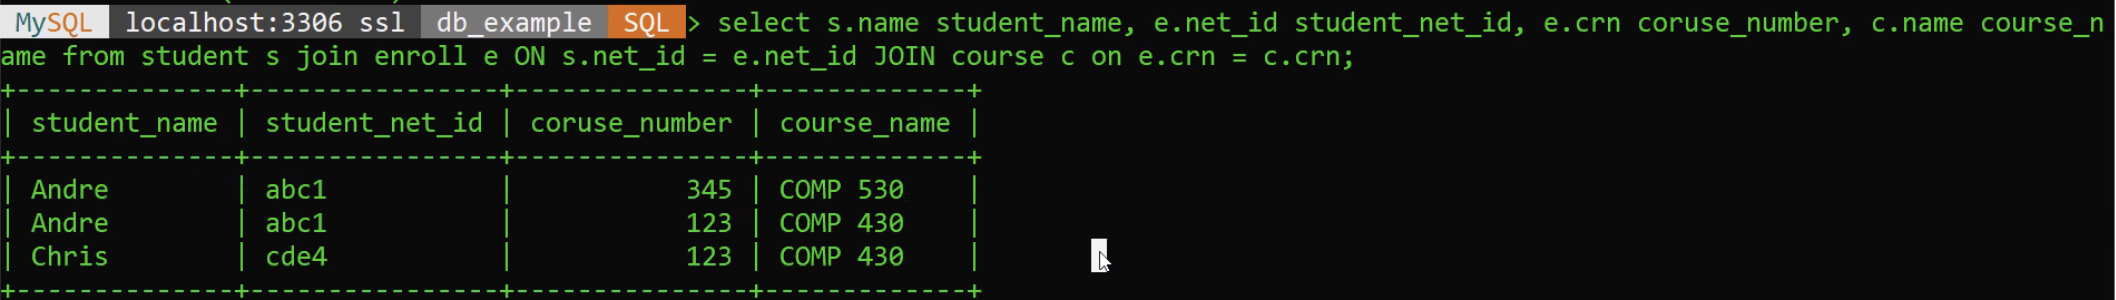 MySQL localhost:3306 ssl db_example SQL > select s.name student_name, e.net_id student_net_id, e.crn coruse_number, c.name course_n
ame from student s join enroll e ON s.net_id = e.net_id JOIN course c on e.crn = c.crn;
+--------------+----------------+---------------+-------------+
| student_name | student_net_id | coruse_number | course_name |
+--------------+----------------+---------------+-------------+
| Andre        | abc1           |           345 | COMP 530    |
| Andre        | abc1           |           123 | COMP 430    |
| Chris        | cde4           |           123 | COMP 430    |
+--------------+----------------+---------------+-------------+